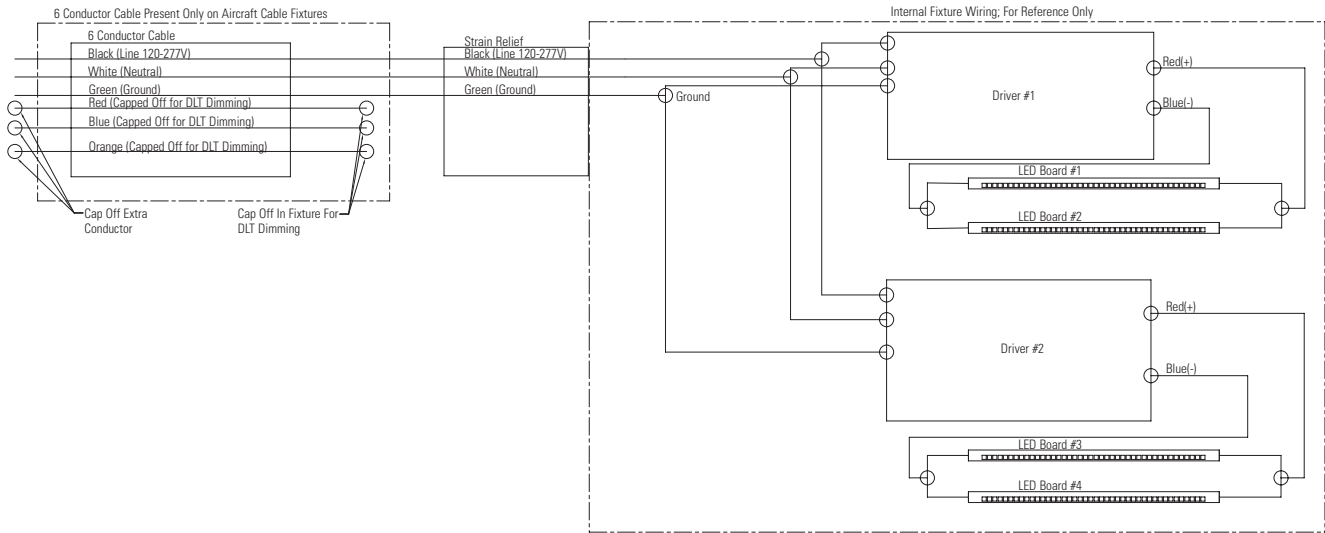 6 Conductor Cable Present Only on Aircraft Cable Fixtures
6 Conductor Cable
Black (Line 120-277V)
White (Neutral)
Green (Ground)
Red (Capped Off for DLT Dimming)
Blue (Capped Off for DLT Dimming)
Orange (Capped Off for DLT Dimming)
Cap Off Extra
Conductor
Cap Off In Fixture For
DLT Dimming
Strain Relief
Black (Line 120-277V)
White (Neutral)
Green (Ground)
Internal Fixture Wiring; For Reference Only
Ground
Driver #1
Red(+)
Blue(-)
LED Board #1
LED Board #2
Driver #2
Red(+)
Blue(-)
LED Board #3
LED Board #4